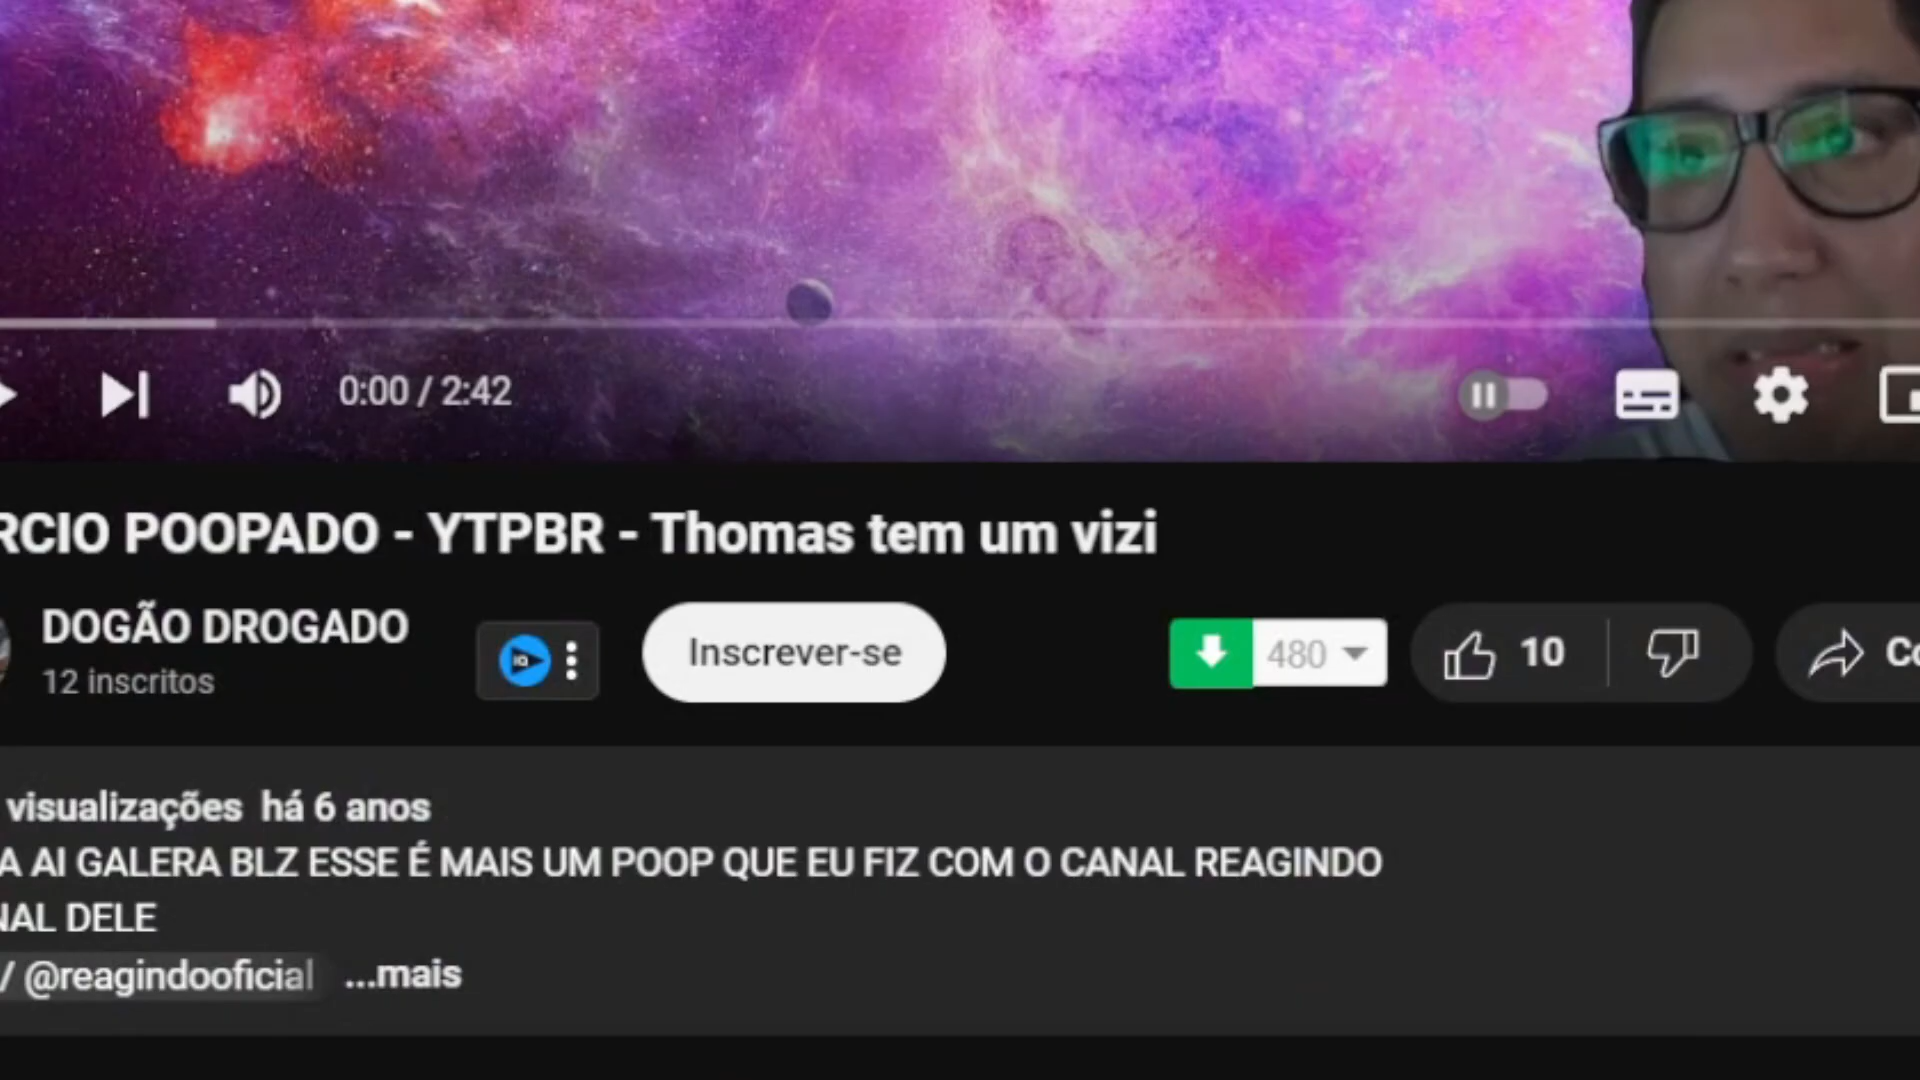 0:00 / 2:42
RCIO POOPADO - YTPBR - Thomas tem um vizi
DOGÃO DROGADO
12 inscritos
Inscrever-se
480
10
Co
visualizações há 6 anos
A AI GALERA BLZ ESSE É MAIS UM POOP QUE EU FIZ COM O CANAL REAGINDO
NAL DELE
/ @reagindooficial ...mais